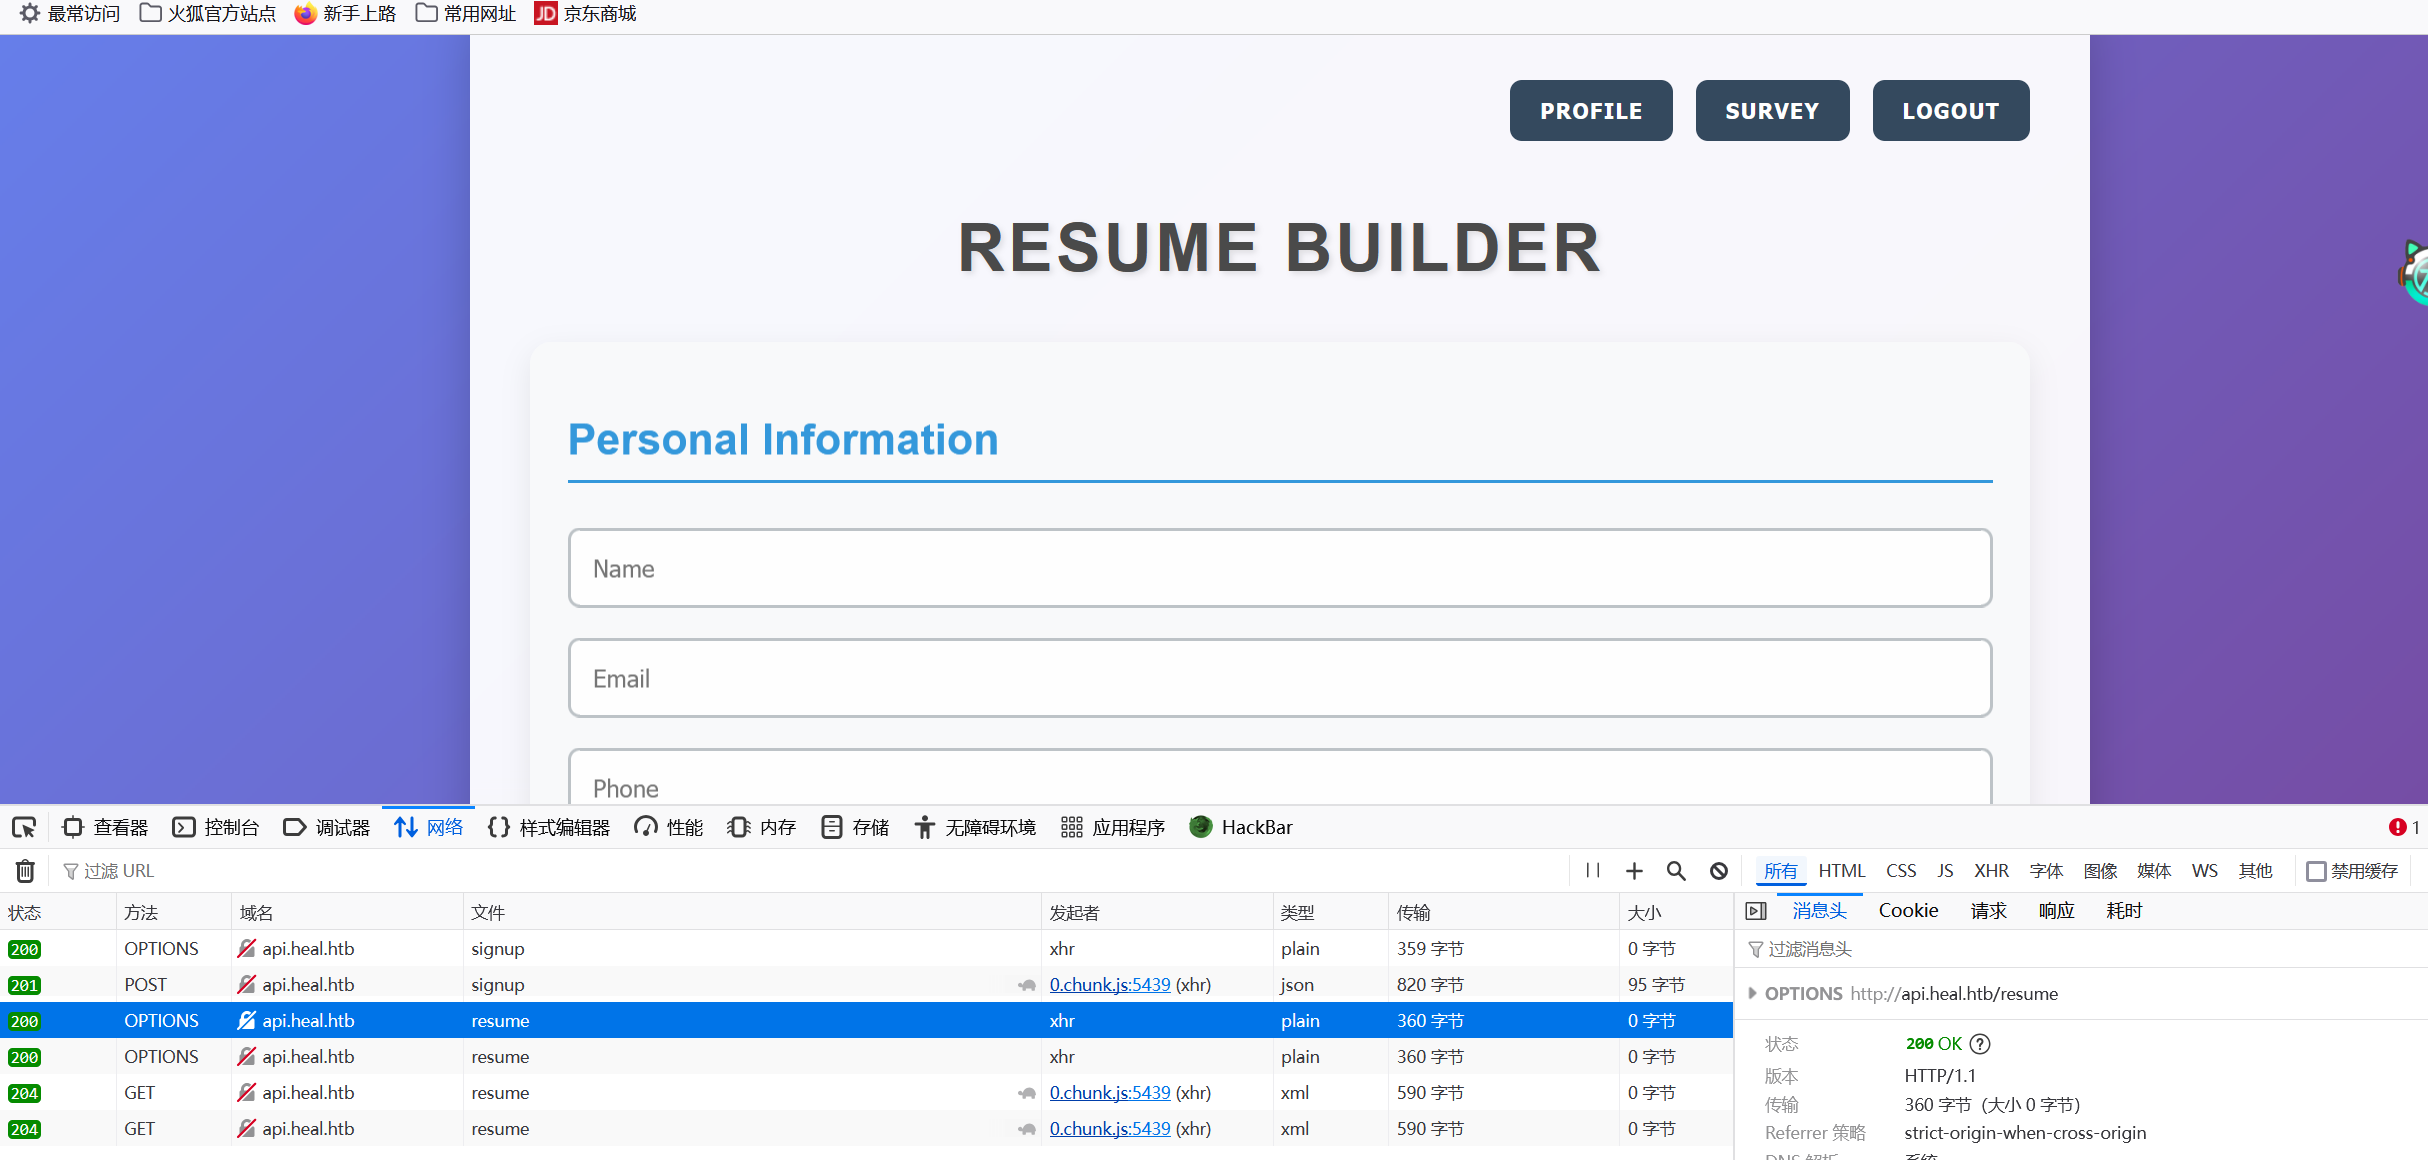 最常访问 火狐官方站点 新手上路 常用网址 JD 京东商城
PROFILE SURVEY LOGOUT
RESUME BUILDER
Personal Information
Name
Email
Phone
查看器 控制台 调试器 网络 样式编辑器 性能 内存 存储 无障碍环境 应用程序 HackBar 1
过滤 URL 所有 HTML CSS JS XHR 字体 图像 媒体 WS 其他 禁用缓存
状态 方法 域名 文件 发起者 类型 传输 大小 消息头 Cookie 请求 响应 耗时
200 OPTIONS api.heal.htb signup xhr plain 359 字节 0 字节 过滤消息头
201 POST api.heal.htb signup 0.chunk.js:5439 (xhr) json 820 字节 95 字节 OPTIONS http://api.heal.htb/resume
200 OPTIONS api.heal.htb resume xhr plain 360 字节 0 字节
200 OPTIONS api.heal.htb resume xhr plain 360 字节 0 字节
204 GET api.heal.htb resume 0.chunk.js:5439 (xhr) xml 590 字节 0 字节
204 GET api.heal.htb resume 0.chunk.js:5439 (xhr) xml 590 字节 0 字节
状态 200 OK
版本 HTTP/1.1
传输 360 字节（大小 0 字节）
Referrer 策略 strict-origin-when-cross-origin
DNS 解析 系统